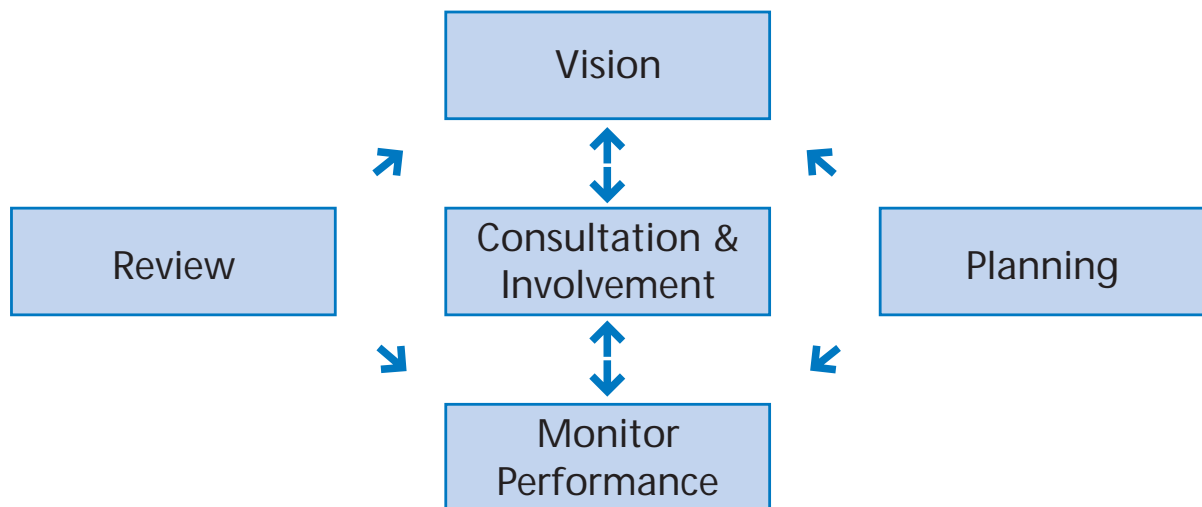 Vision
Review
Consultation &
Involvement
Planning
Monitor
Performance